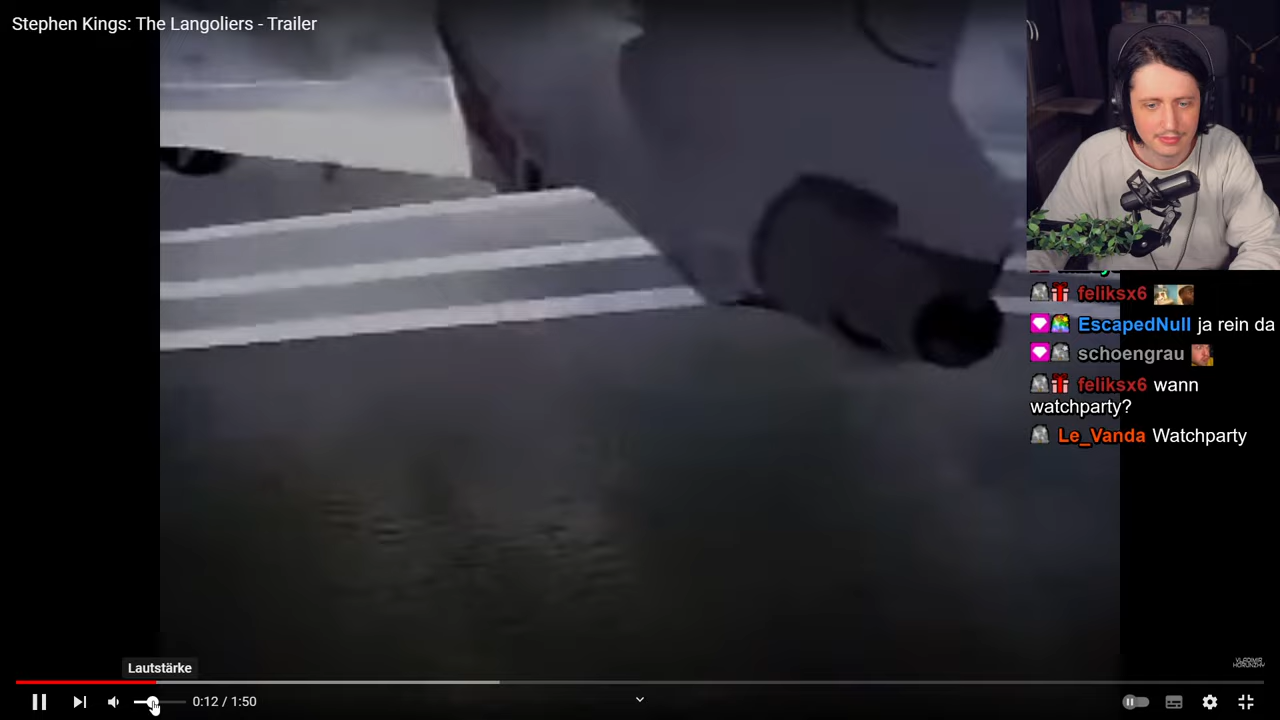 Stephen Kings: The Langoliers - Trailer
feliksx6
EscapedNull ja rein da
schoengrau
feliksx6 wann
watchparty?
Le_Vanda Watchparty
Lautstärke
0:12 / 1:50